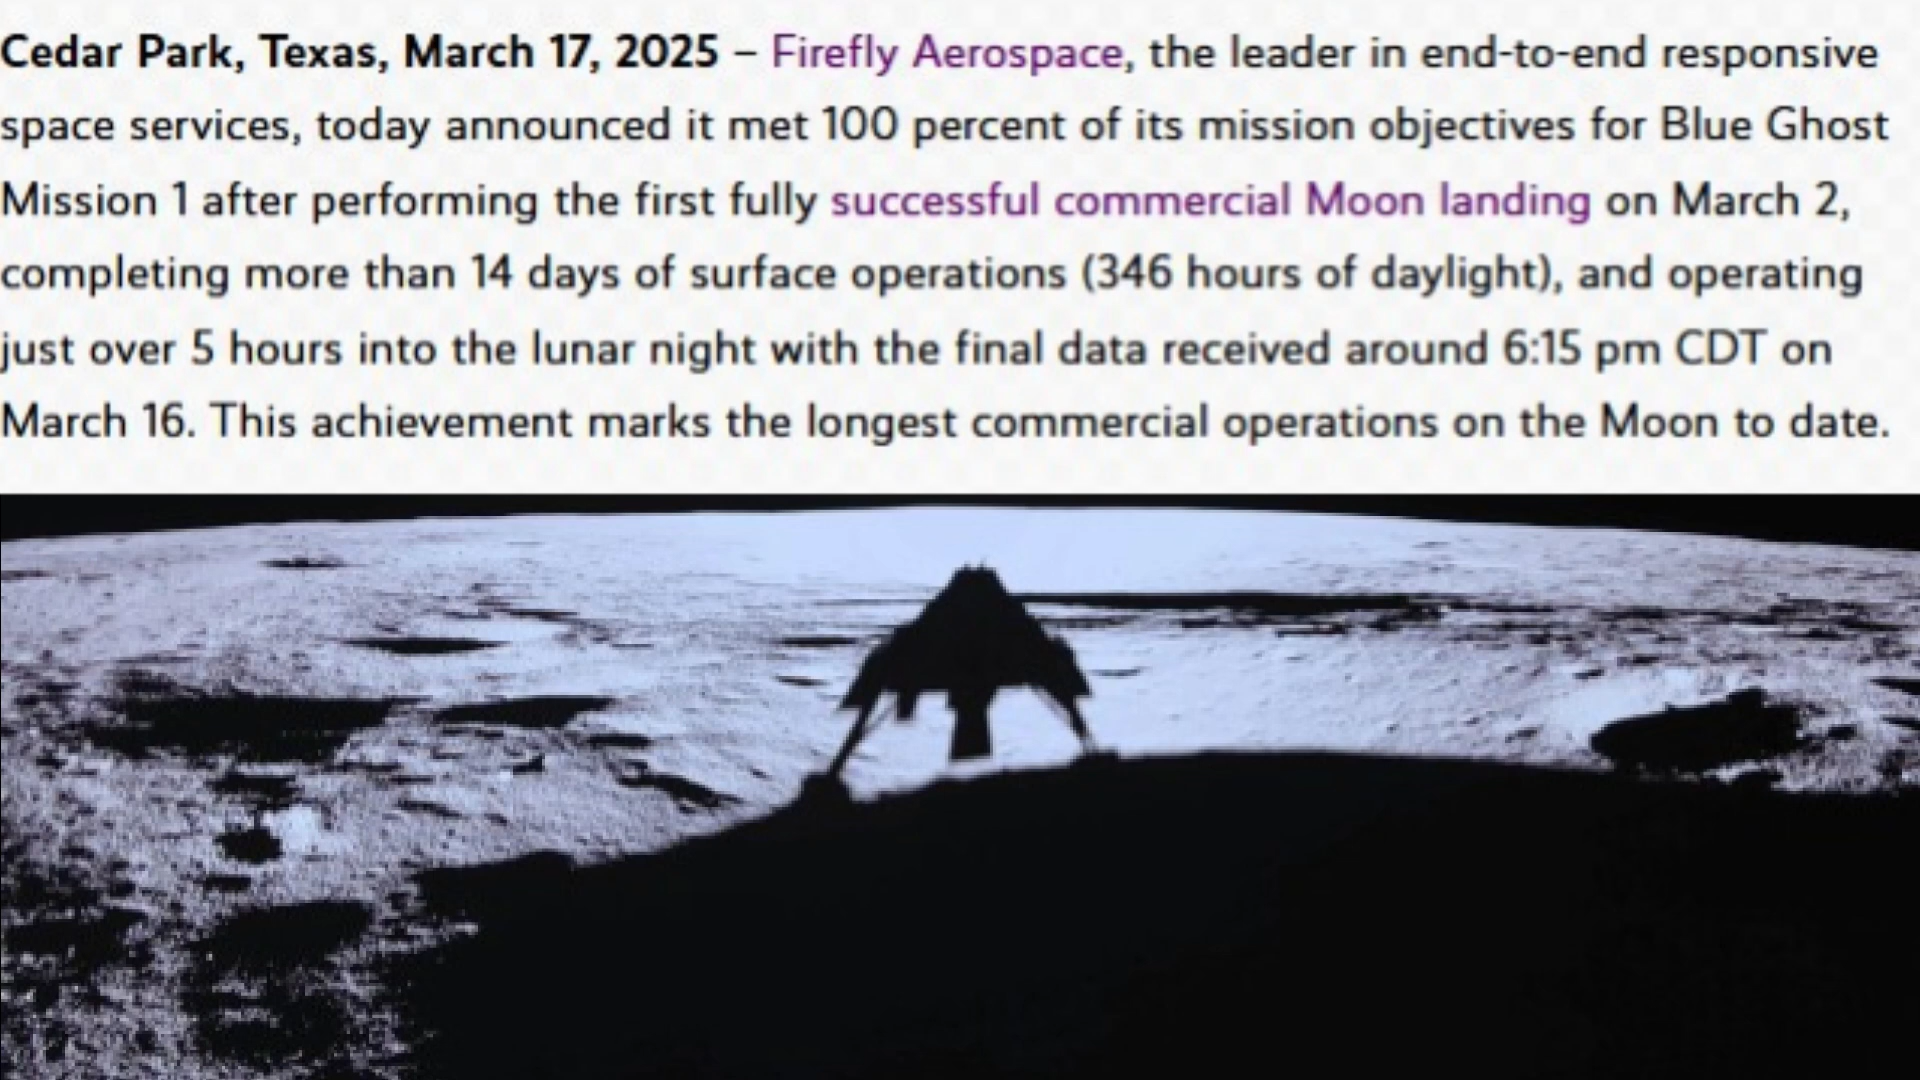 Cedar Park, Texas, March 17, 2025 – Firefly Aerospace, the leader in end-to-end responsive
space services, today announced it met 100 percent of its mission objectives for Blue Ghost
Mission 1 after performing the first fully successful commercial Moon landing on March 2,
completing more than 14 days of surface operations (346 hours of daylight), and operating
just over 5 hours into the lunar night with the final data received around 6:15 pm CDT on
March 16. This achievement marks the longest commercial operations on the Moon to date.